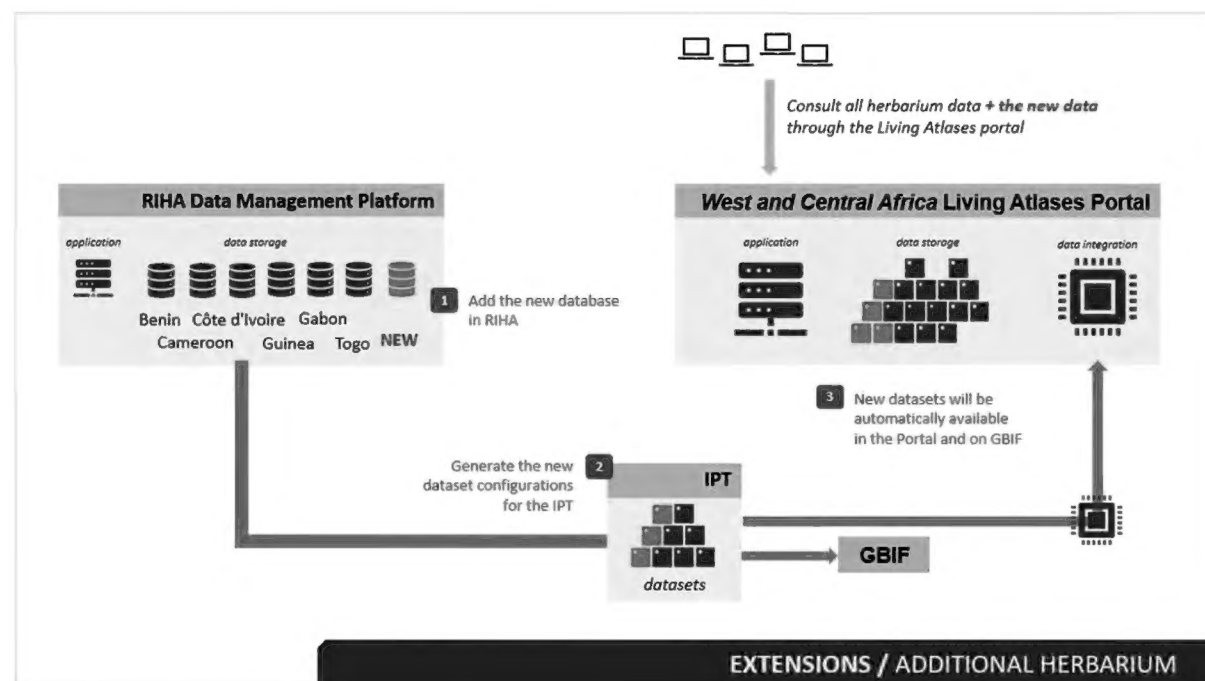 Consult all herbarium data + the new data
through the Living Atlases portal
RIHA Data Management Platform
application
data storage
Benin Côte d'Ivoire Gabon
Cameroon Guinea Togo NEW
1 Add the new database
in RIHA
West and Central Africa Living Atlases Portal
application
data storage
data integration
3 New datasets will be
automatically available
in the Portal and on GBIF
Generate the new 2
dataset configurations
for the IPT
IPT
datasets
GBIF
EXTENSIONS / ADDITIONAL HERBARIUM